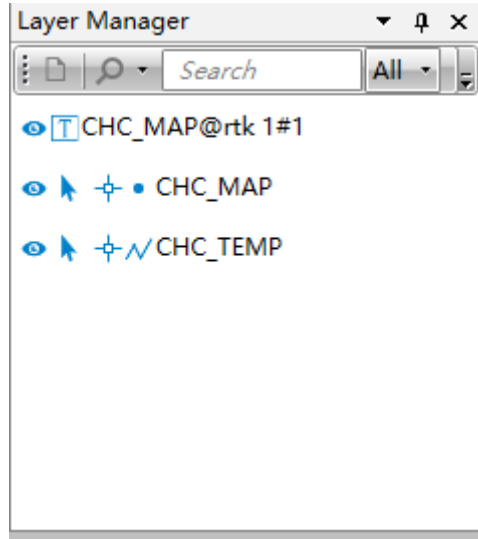 Layer Manager
Search All
T CHC_MAP@rtk 1#1
CHC_MAP
CHC_TEMP